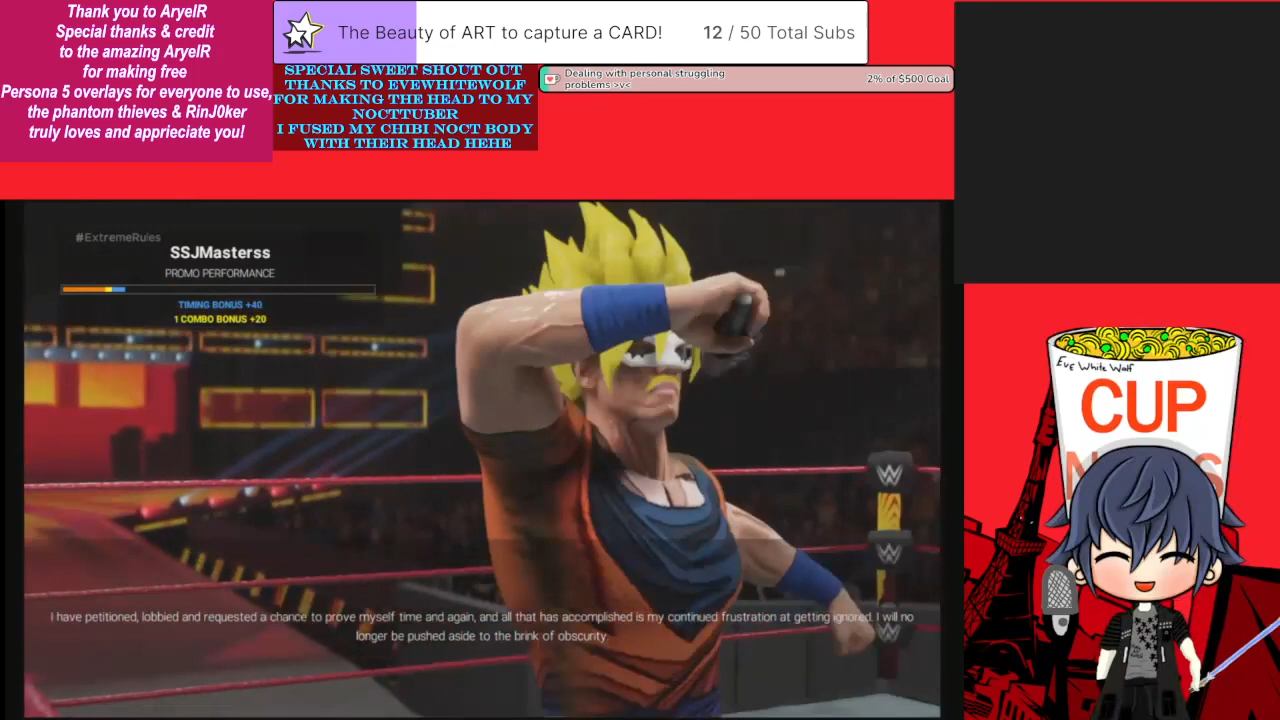 Thank you to AryeIR
Special thanks & credit
to the amazing AryeIR
for making free
Persona 5 overlays for everyone to use,
the phantom thieves & RinJ0ker
truly loves and apprieciate you!
The Beauty of ART to capture a CARD!
12 / 50 Total Subs
SPECIAL SWEET SHOUT OUT
THANKS TO EVEWHITEWOLF
FOR MAKING THE HEAD TO MY
NOCTTUBER
I FUSED MY CHIBI NOCT BODY
WITH THEIR HEAD HEHE
Dealing with personal struggling
problems >v<
2% of $500 Goal
#ExtremeRules
SSJMasterss
PROMO PERFORMANCE
TIMING BONUS +40
1 COMBO BONUS +20
I have petitioned, lobbied and requested a chance to prove myself time and again, and all that has accomplished is my continued frustration at getting ignored. I will no
longer be pushed aside to the brink of obscurity.
Eve White Wolf
CUP